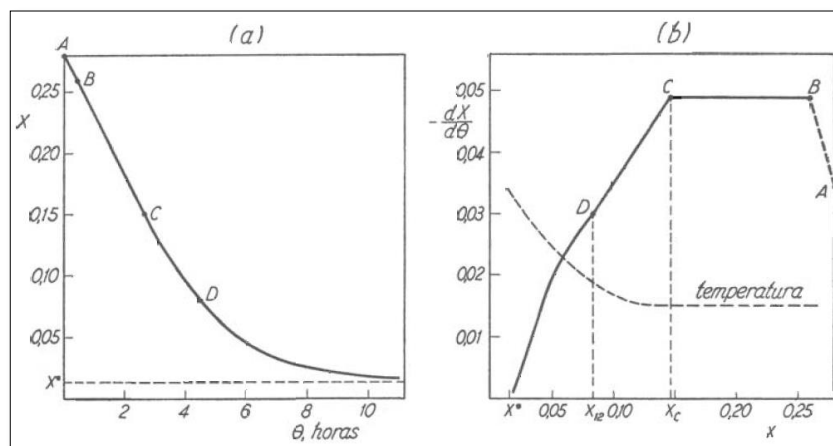 (a)
A
B
0,25
X
0,20
C
0,15
0,10
D
0,05
X*
2
4
6
8
10
θ, horas
(b)
0,05
C
B
- dX
dθ
0,04
A
D
0,03
0,02
temperatura
0,01
X*
0,05
X12
0,10
Xc
0,20
0,25
X